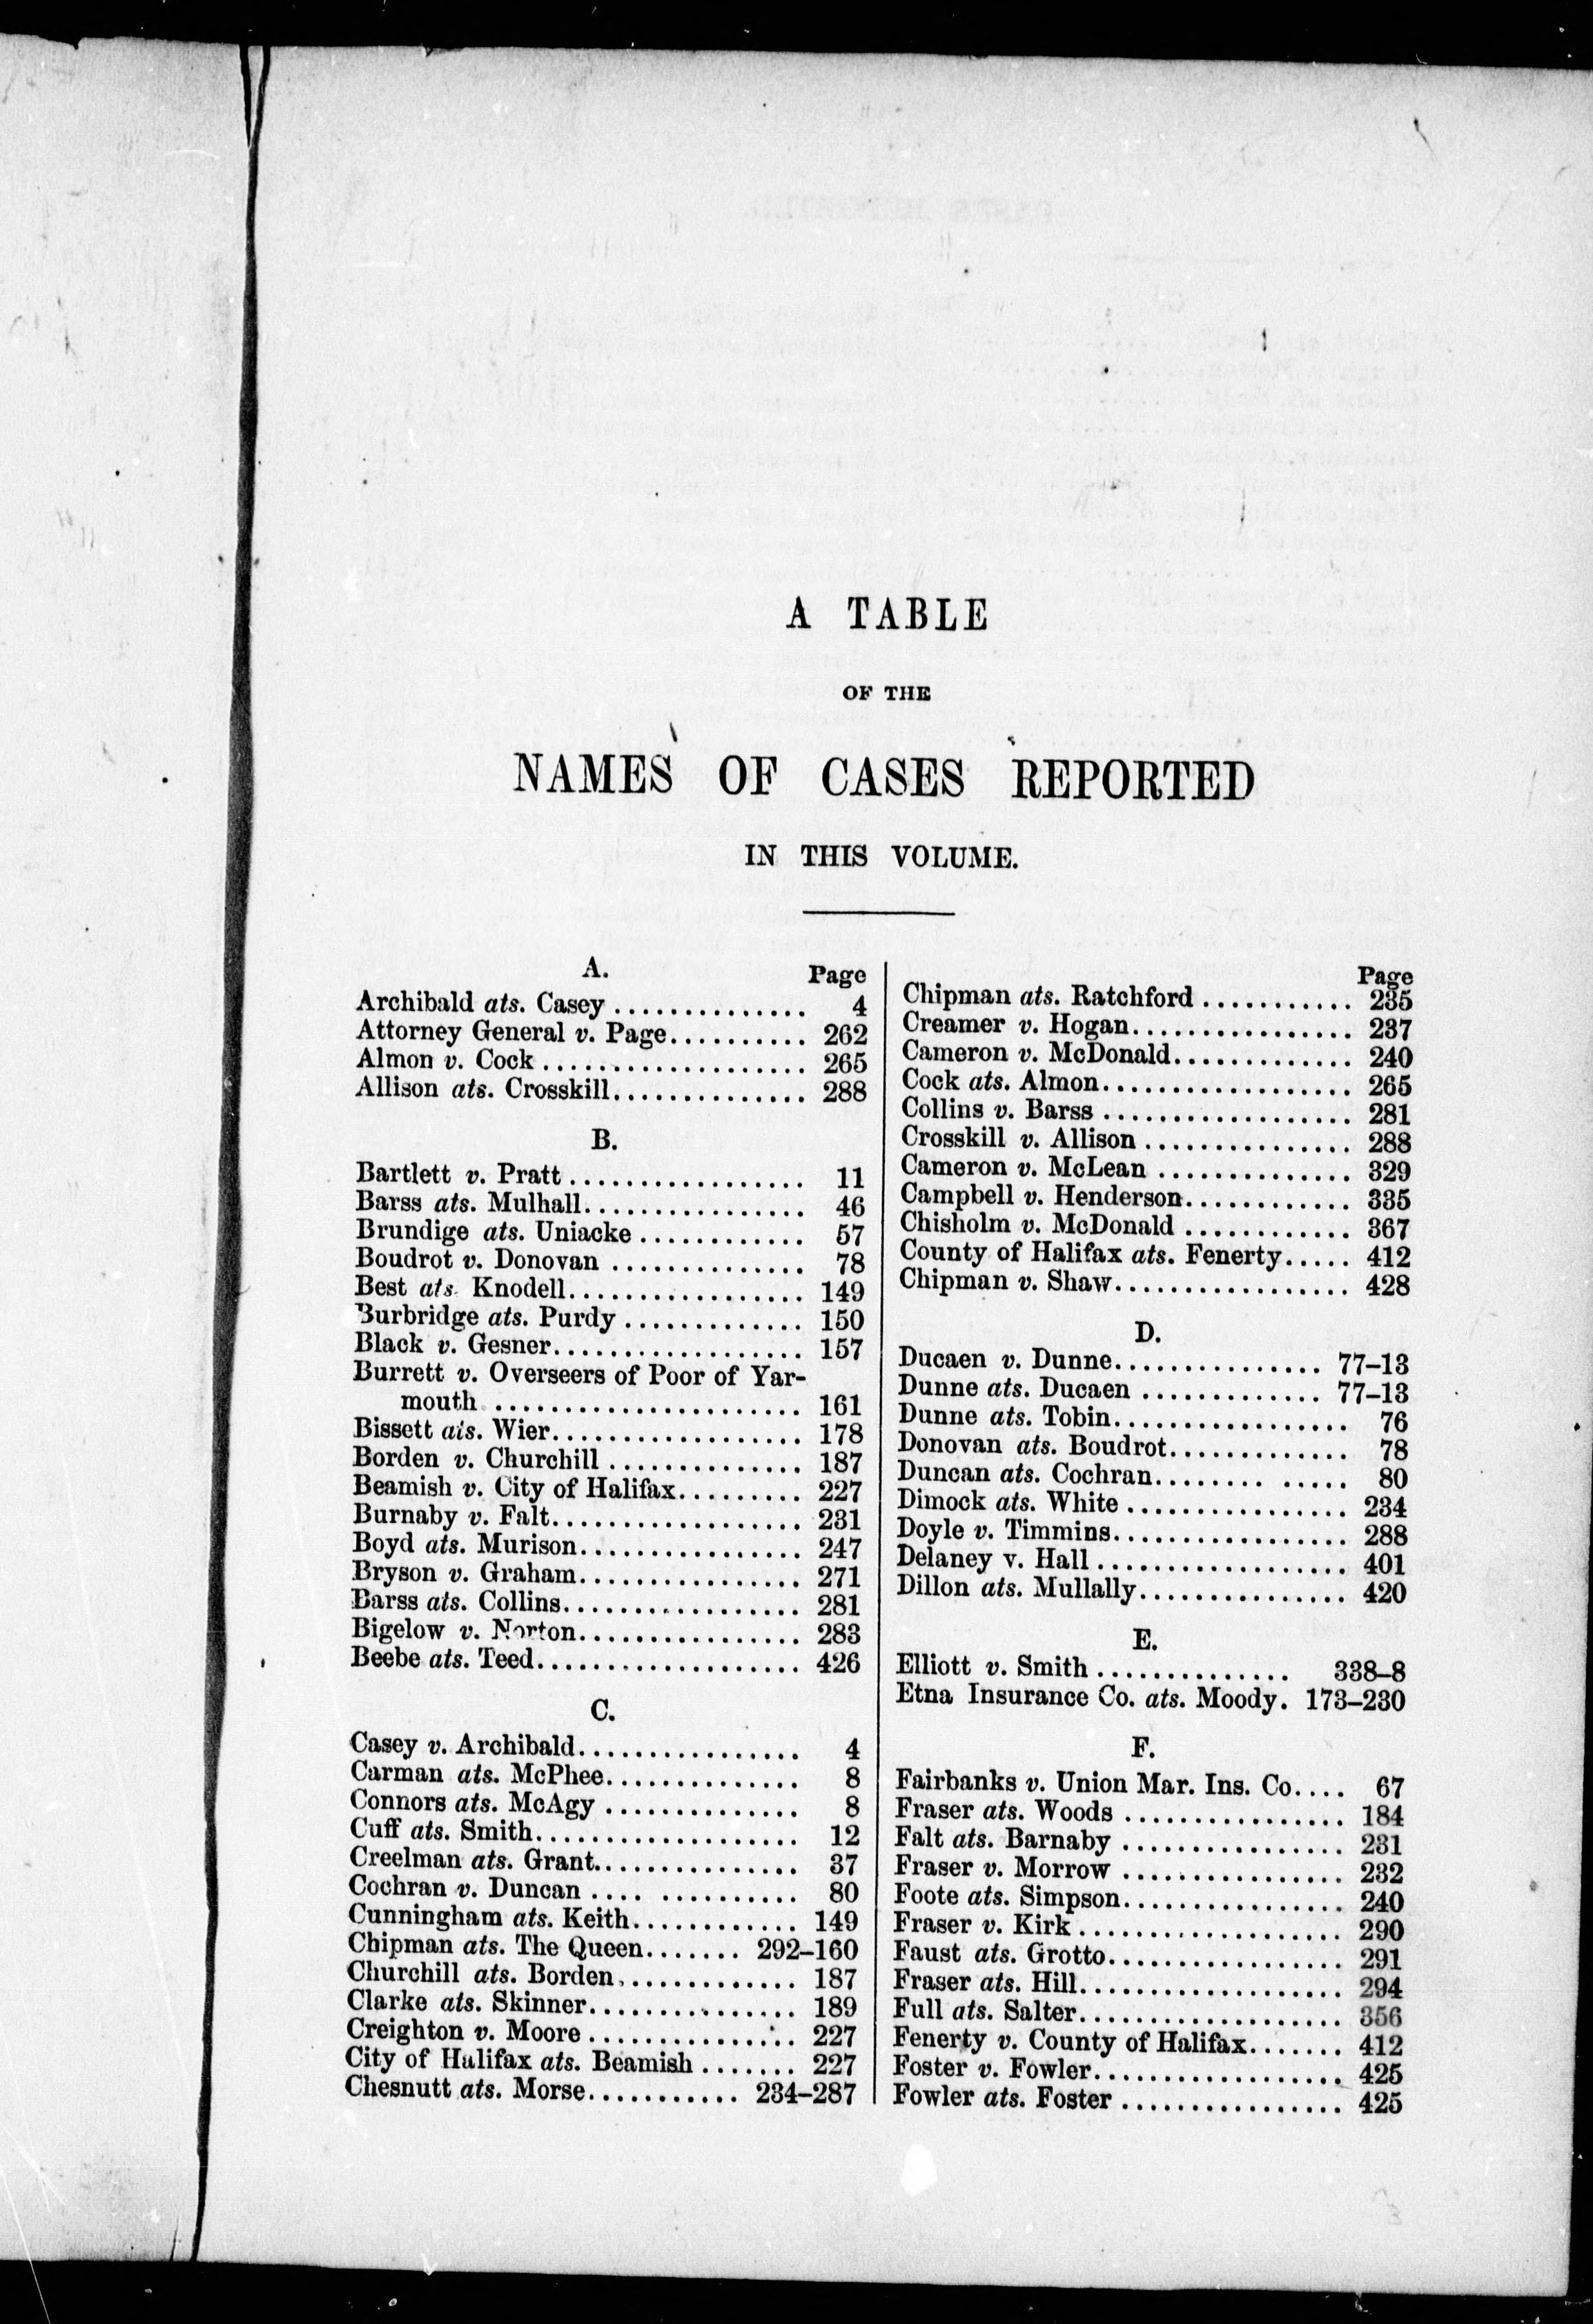 A TABLE
OF THE
NAMES OF CASES REPORTED
IN THIS VOLUME.
A.
Page
Archibald ats. Casey .............. 4
Attorney General v. Page.......... 262
Almon v. Cock ................... 265
Allison ats. Crosskill.............. 288
B.
Bartlett v. Pratt................. 11
Barss ats. Mulhall................ 46
Brundige ats. Uniacke ............ 57
Boudrot v. Donovan .............. 78
Best ats. Knodell................. 149
Burbridge ats. Purdy ............. 150
Black v. Gesner.................. 157
Burrett v. Overseers of Poor of Yar-
mouth ...................... 161
Bissett ats. Wier.................. 178
Borden v. Churchill .............. 187
Beamish v. City of Halifax......... 227
Burnaby v. Falt.................. 231
Boyd ats. Murison................ 247
Bryson v. Graham................ 271
Barss ats. Collins................. 281
Bigelow v. Norton................ 283
Beebe ats. Teed................... 426
C.
Casey v. Archibald................ 4
Carman ats. McPhee.............. 8
Connors ats. McAgy .............. 8
Cuff ats. Smith................... 12
Creelman ats. Grant............... 37
Cochran v. Duncan .... .......... 80
Cunningham ats. Keith............ 149
Chipman ats. The Queen....... 292–160
Churchill ats. Borden............. 187
Clarke ats. Skinner............... 189
Creighton v. Moore ............... 227
City of Halifax ats. Beamish ....... 227
Chesnutt ats. Morse........... 234–287
Page
Chipman ats. Ratchford ........... 235
Creamer v. Hogan................ 237
Cameron v. McDonald............. 240
Cock ats. Almon.................. 265
Collins v. Barss .................. 281
Crosskill v. Allison ............... 288
Cameron v. McLean .............. 329
Campbell v. Henderson............ 335
Chisholm v. McDonald ............ 367
County of Halifax ats. Fenerty..... 412
Chipman v. Shaw................. 428
D.
Ducaen v. Dunne............... 77–13
Dunne ats. Ducaen ............. 77–13
Dunne ats. Tobin................. 76
Donovan ats. Boudrot............. 78
Duncan ats. Cochran........ ..... 80
Dimock ats. White ................ 234
Doyle v. Timmins................. 288
Delaney v. Hall .................. 401
Dillon ats. Mullally............... 420
E.
Elliott v. Smith .............. 338–8
Etna Insurance Co. ats. Moody. 173–230
F.
Fairbanks v. Union Mar. Ins. Co.... 67
Fraser ats. Woods ................ 184
Falt ats. Barnaby ................ 231
Fraser v. Morrow ................ 232
Foote ats. Simpson................ 240
Fraser v. Kirk ................... 290
Faust ats. Grotto................. 291
Fraser ats. Hill................... 294
Full ats. Salter................... 356
Fenerty v. County of Halifax....... 412
Foster v. Fowler.................. 425
Fowler ats. Foster ................ 425